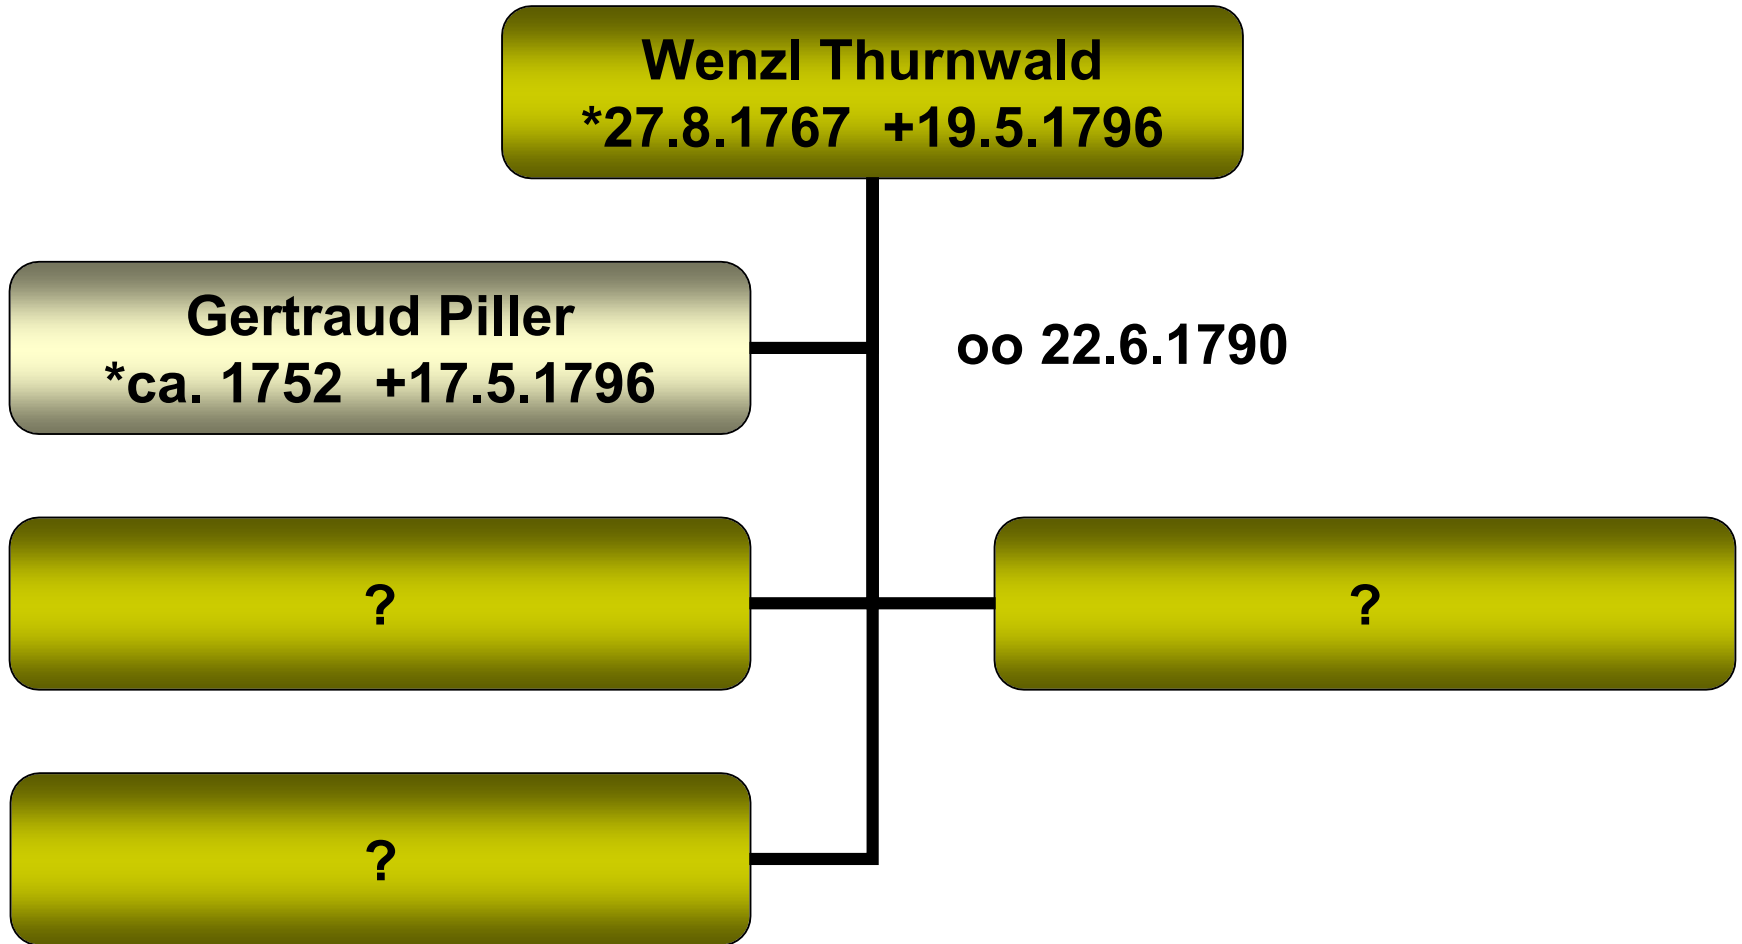 Wenzl Thurnwald
*27.8.1767  +19.5.1796
Gertraud Piller
*ca. 1752  +17.5.1796
oo 22.6.1790
?
?
?